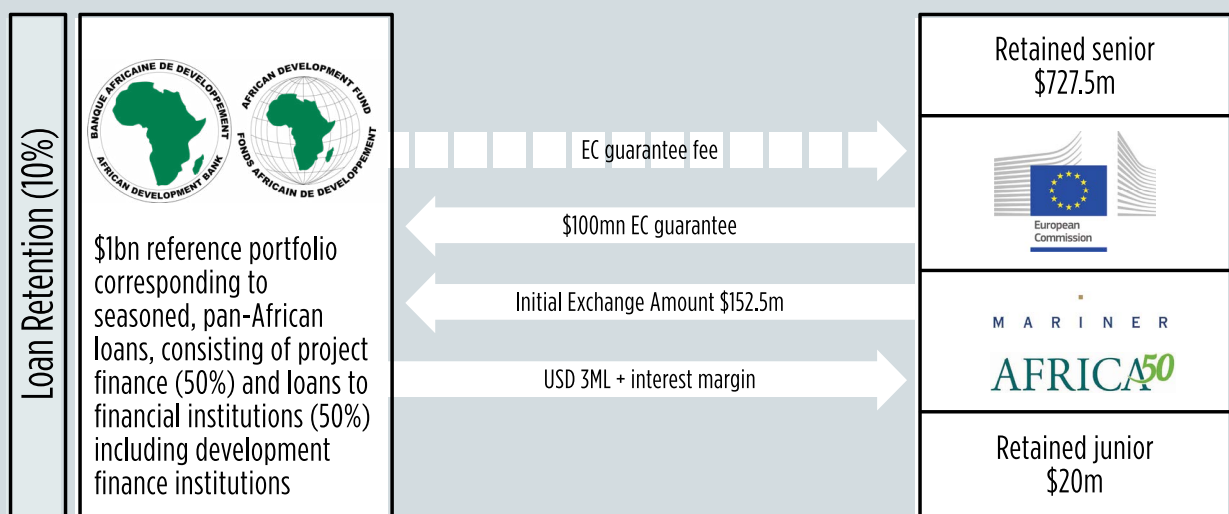 Loan Retention (10%)
BANQUE AFRICAINE DE DEVELOPPEMENT
AFRICAN DEVELOPMENT BANK
AFRICAN DEVELOPMENT FUND
FONDS AFRICAIN DE DEVELOPPEMENT
$1bn reference portfolio
corresponding to
seasoned, pan-African
loans, consisting of project
finance (50%) and loans to
financial institutions (50%)
including development
finance institutions
EC guarantee fee
$100mn EC guarantee
Initial Exchange Amount $152.5m
USD 3ML + interest margin
Retained senior
$727.5m
European
Commission
MARINER
AFRICA50
Retained junior
$20m